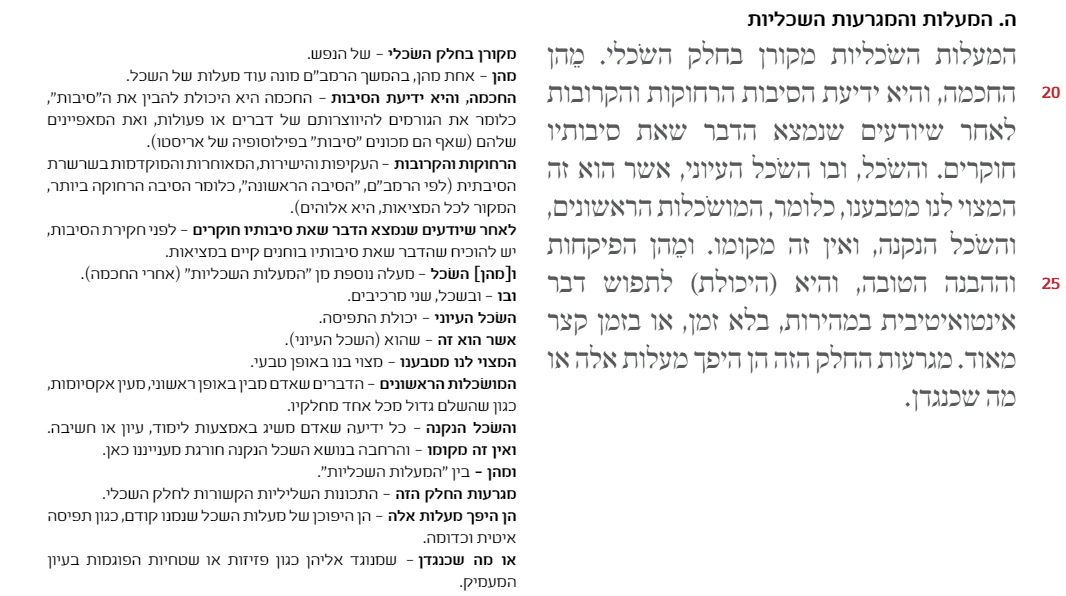 ה. המעלות והמגרעות השכליות
המעלות השׂכליות מקורן בחלק השׂכלי. מֵהן
20 החכמה, והיא ידיעת הסיבות הרחוקות והקרובות
לאחר שיודעים שנמצא הדבר שאת סיבותיו
חוקרים. והשׂכל, ובו השׂכל העיוני, אשר הוא זה
המצוי לנו מטבענו, כלומר, המושׂכלות הראשונים,
והשׂכל הנקנה, ואין זה מקומו. ומֵהן הפיקחות
25 וההבנה הטובה, והיא (היכולת) לתפוש דבר
אינטואיטיבית במהירות, בלא זמן, או בזמן קצר
מאוד. מגרעות החלק הזה הן היפך מעלות אלה או
מה שכנגדן.
מקורן בחלק השׂכלי – של הנפש.
מהן – אחת מהן, בהמשך הרמב"ם מונה עוד מעלות של השכל.
החכמה, והיא ידיעת הסיבות – החכמה היא היכולת להבין את ה"סיבות",
כלומר את הגורמים להיווצרותם של דברים או פעולות, ואת המאפיינים
שלהם (שאף הם מכונים "סיבות" בפילוסופיה של אריסטו).
הרחוקות והקרובות – העקיפות והישירות, המאוחרות והמוקדמות בשרשרת
הסיבתית (לפי הרמב"ם, "הסיבה הראשונה", כלומר הסיבה הרחוקה ביותר,
המקור לכל המציאות, היא אלוהים).
לאחר שיודעים שנמצא הדבר שאת סיבותיו חוקרים – לפני חקירת הסיבות,
יש להוכיח שהדבר שאת סיבותיו בוחנים קיים במציאות.
ו[מהן] השׂכל – מעלה נוספת מן "המעלות השכליות" (אחרי החכמה).
ובו – ובשכל, שני מרכיבים.
השׂכל העיוני – יכולת התפיסה.
אשר הוא זה – שהוא (השכל העיוני).
המצוי לנו מטבענו – מצוי בנו באופן טבעי.
המושׂכלות הראשונים – הדברים שאדם מבין באופן ראשוני, מעין אקסיומות,
כגון שהשלם גדול מכל אחד מחלקיו.
והשׂכל הנקנה – כל ידיעה שאדם משיג באמצעות לימוד, עיון או חשיבה.
ואין זה מקומו – והרחבה בנושא השכל הנקנה חורגת מענייננו כאן.
ומהן – בין "המעלות השכליות".
מגרעות החלק הזה – התכונות השליליות הקשורות לחלק השכלי.
הן היפך מעלות אלה – הן היפוכן של מעלות השכל שנמנו קודם, כגון תפיסה
איטית וכדומה.
או מה שכנגדן – שמנוגד אליהן כגון פזיזות או שטחיות הפוגמות בעיון
המעמיק.